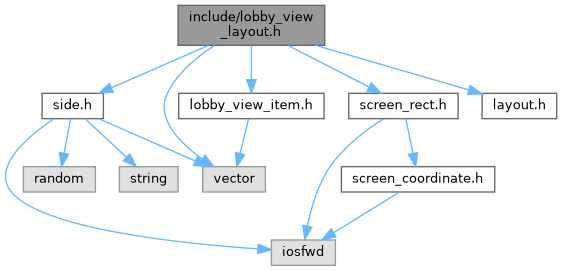 include/lobby_view
_layout.h
side.h
lobby_view_item.h
screen_rect.h
layout.h
random
string
vector
screen_coordinate.h
iosfwd